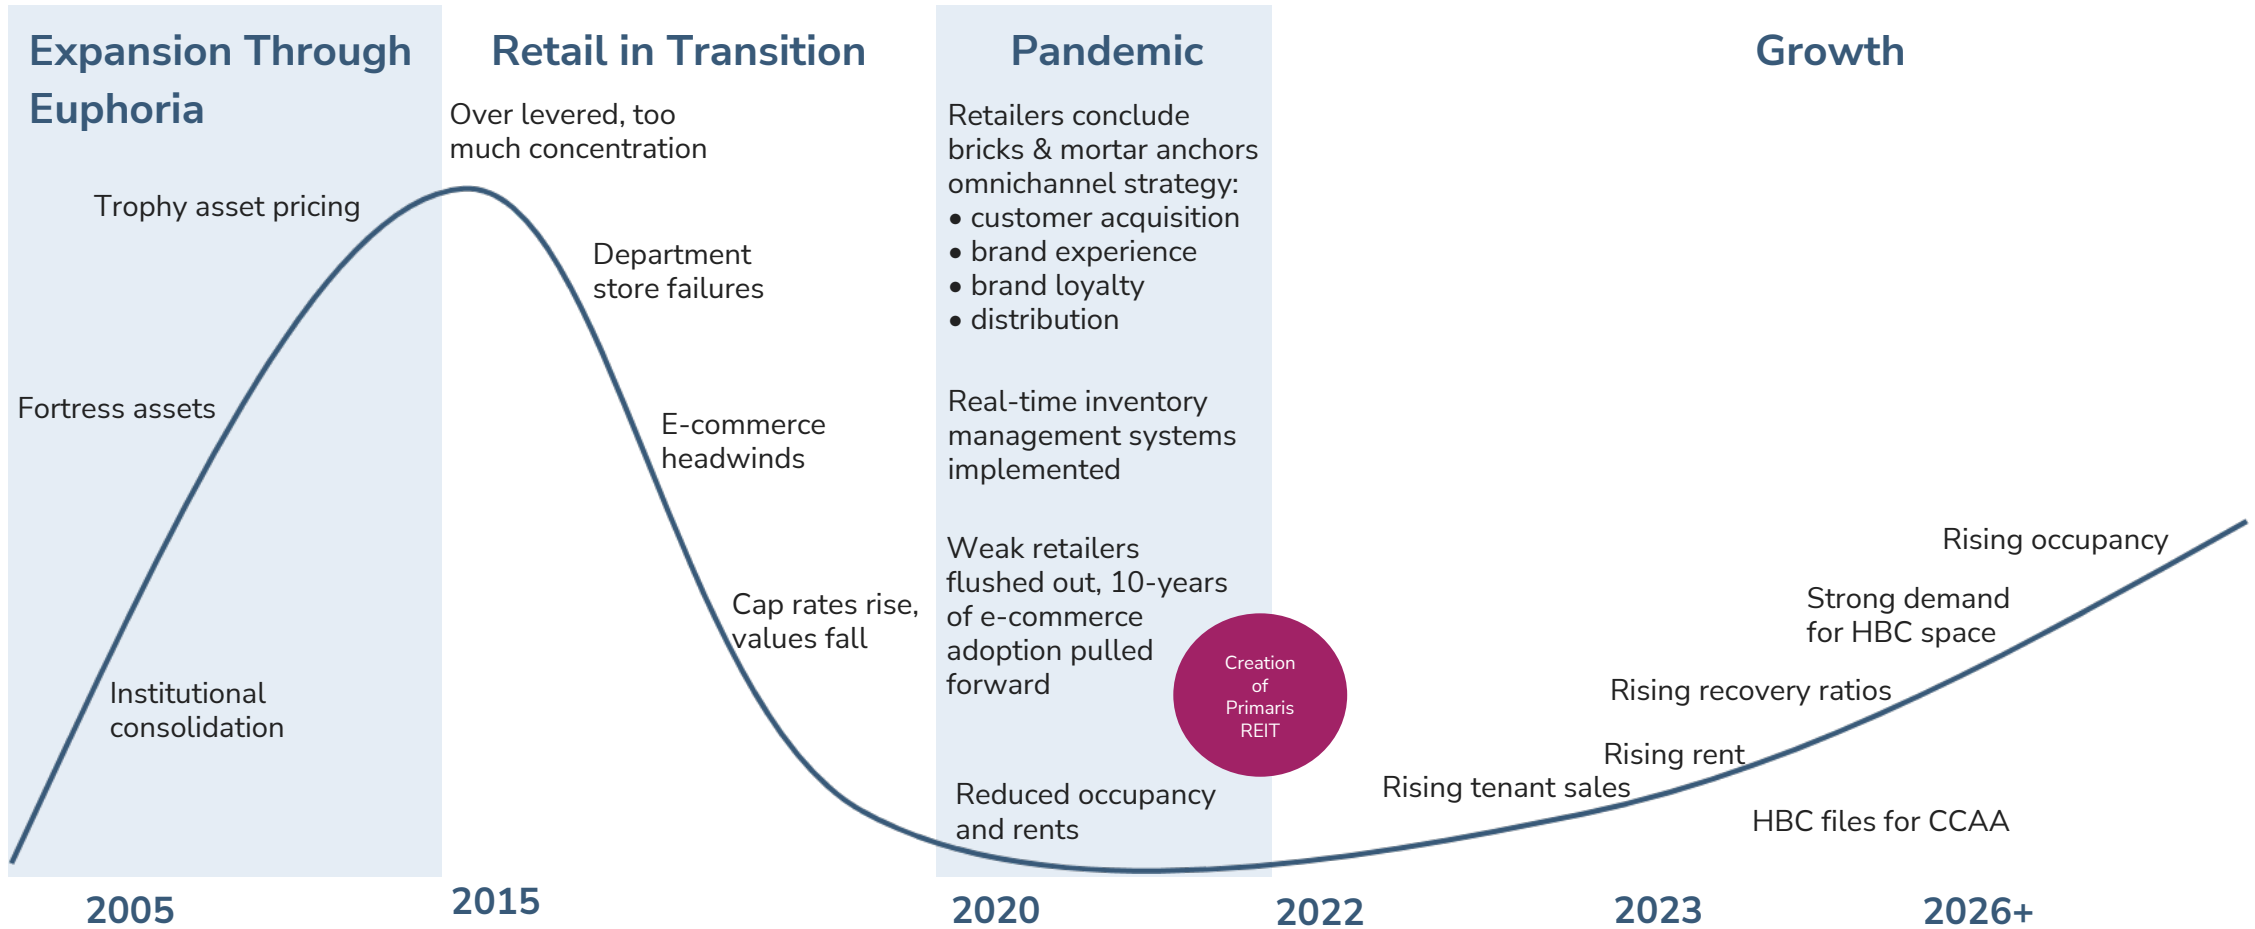 Expansion Through
Euphoria
Trophy asset pricing
Fortress assets
Institutional
consolidation
Retail in Transition
Over levered, too
much concentration
Department
store failures
E-commerce
headwinds
Cap rates rise,
values fall
Pandemic
Retailers conclude
bricks & mortar anchors
omnichannel strategy:
• customer acquisition
• brand experience
• brand loyalty
• distribution
Real-time inventory
management systems
implemented
Weak retailers
flushed out, 10-years
of e-commerce
adoption pulled
forward
Reduced occupancy
and rents
Creation
of
Primaris
REIT
Growth
Rising occupancy
Strong demand
for HBC space
Rising recovery ratios
Rising rent
Rising tenant sales
HBC files for CCAA
2005
2015
2020
2022
2023
2026+